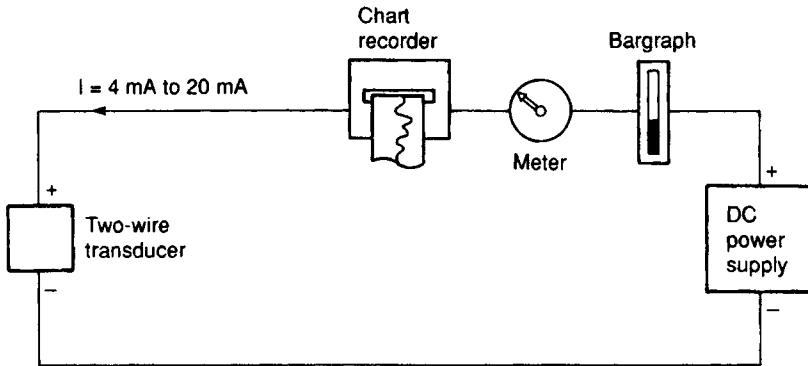 Chart
recorder
Bargraph
I = 4 mA to 20 mA
Meter
+
Two-wire
transducer
−
+
DC
power
supply
−